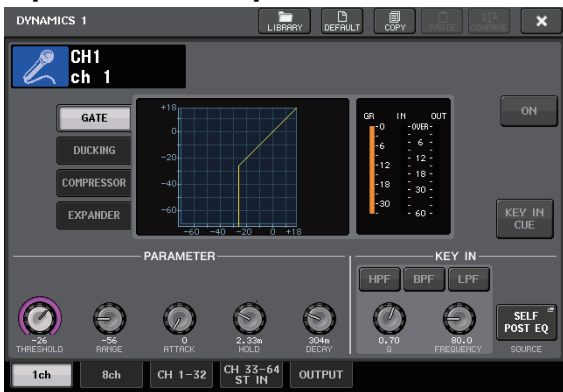 DYNAMICS 1
LIBRARY DEFAULT COPY PASTE COMPARE
CH1
ch 1
GATE
DUCKING
COMPRESSOR
EXPANDER
+18
0
-20
-40
-60
-60 -40 -20 0 +18
GR IN OUT
-0 -OVER-
-6 - 6 -
-12 - 12 -
-18 - 18 -
-30 - 30 -
- 60 -
ON
KEY IN
CUE
PARAMETER
KEY IN
HPF BPF LPF
-26 -56 0 2.33m 304m 0.70 80.0
THRESHOLD RANGE ATTACK HOLD DECAY Q FREQUENCY
SELF
POST EQ
SOURCE
1ch 8ch CH 1-32 CH 33-64
ST IN OUTPUT